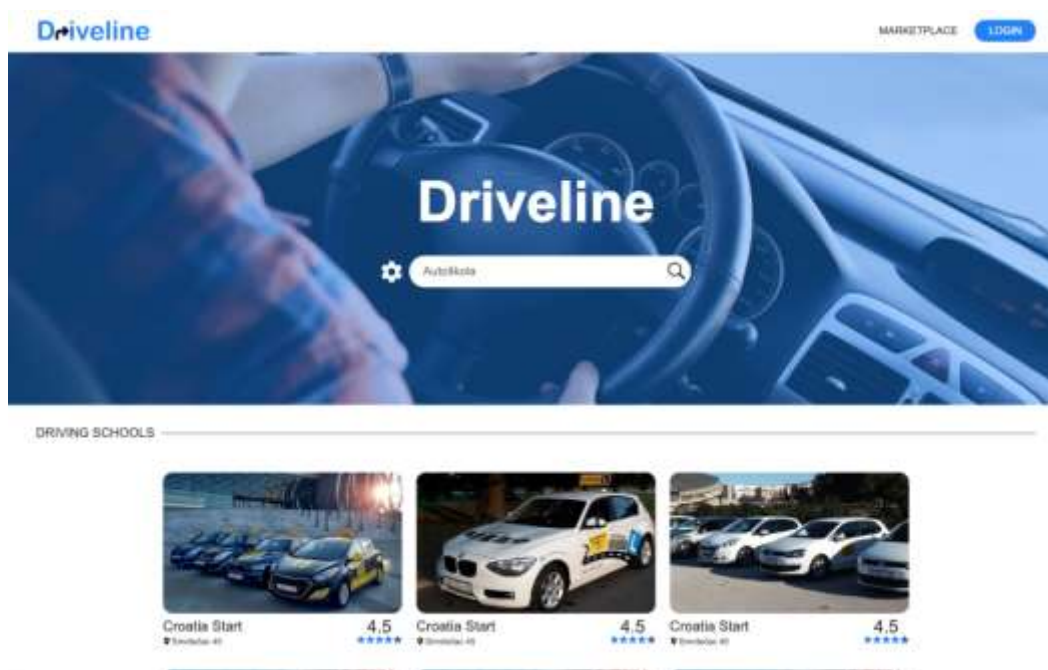 Driveline
MARKETPLACE
LOGIN
Driveline
Autoškola
DRIVING SCHOOLS
Croatia Start
4.5
Croatia Start
4.5
Croatia Start
4.5